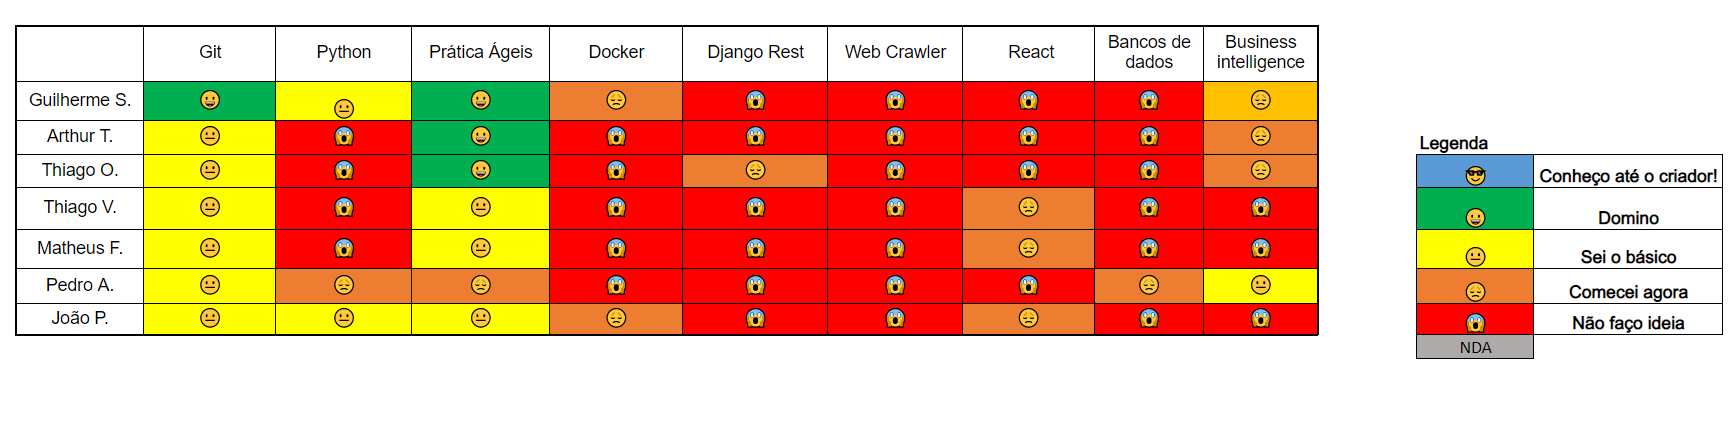 Git Python Prática Ágeis Docker Django Rest Web Crawler React Bancos de dados Business intelligence
Guilherme S.
Arthur T.
Thiago O.
Thiago V.
Matheus F.
Pedro A.
João P.
Legenda
Conheço até o criador!
Domino
Sei o básico
Comecei agora
Não faço ideia
NDA